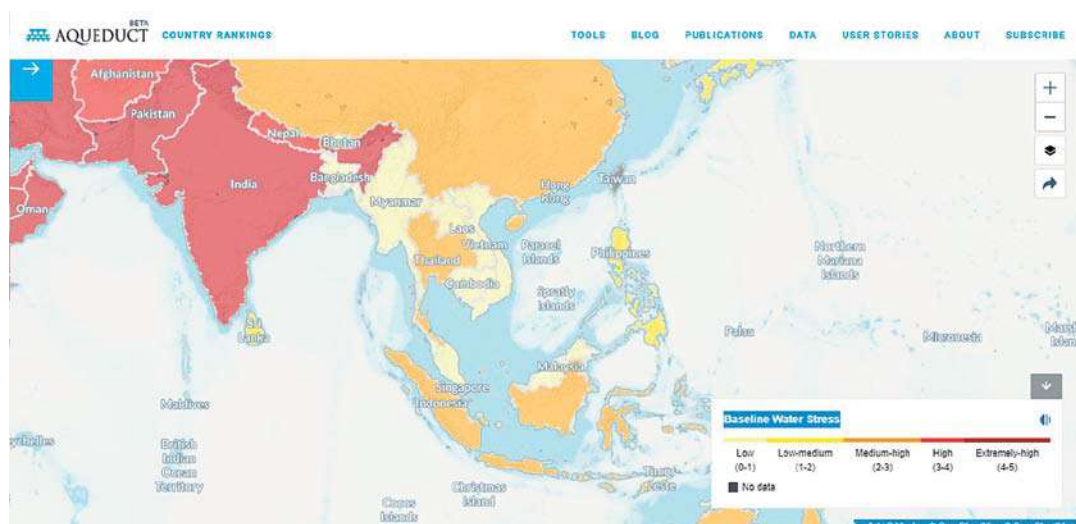 BETA
AQUEDUCT COUNTRY RANKINGS TOOLS BLOG PUBLICATIONS DATA USER STORIES ABOUT SUBSCRIBE
Afghanistan
Pakistan
Nepal
Bhutan
Bangladesh
India
Oman
Myanmar
Hong
Kong
Taiwan
Laos
Vietnam
Thailand
Cambodia
Paracel
Islands
Philippines
Northern
Mariana
Islands
Spratly
Islands
Sri
Lanka
Palau
Micronesia
Malaysia
Singapore
Indonesia
Maldives
British
Indian
Ocean
Territory
Christmas
Island
Cocos
Islands
Baseline Water Stress
Low Low-medium Medium-high High Extremely-high
(0-1) (1-2) (2-3) (3-4) (4-5)
No data